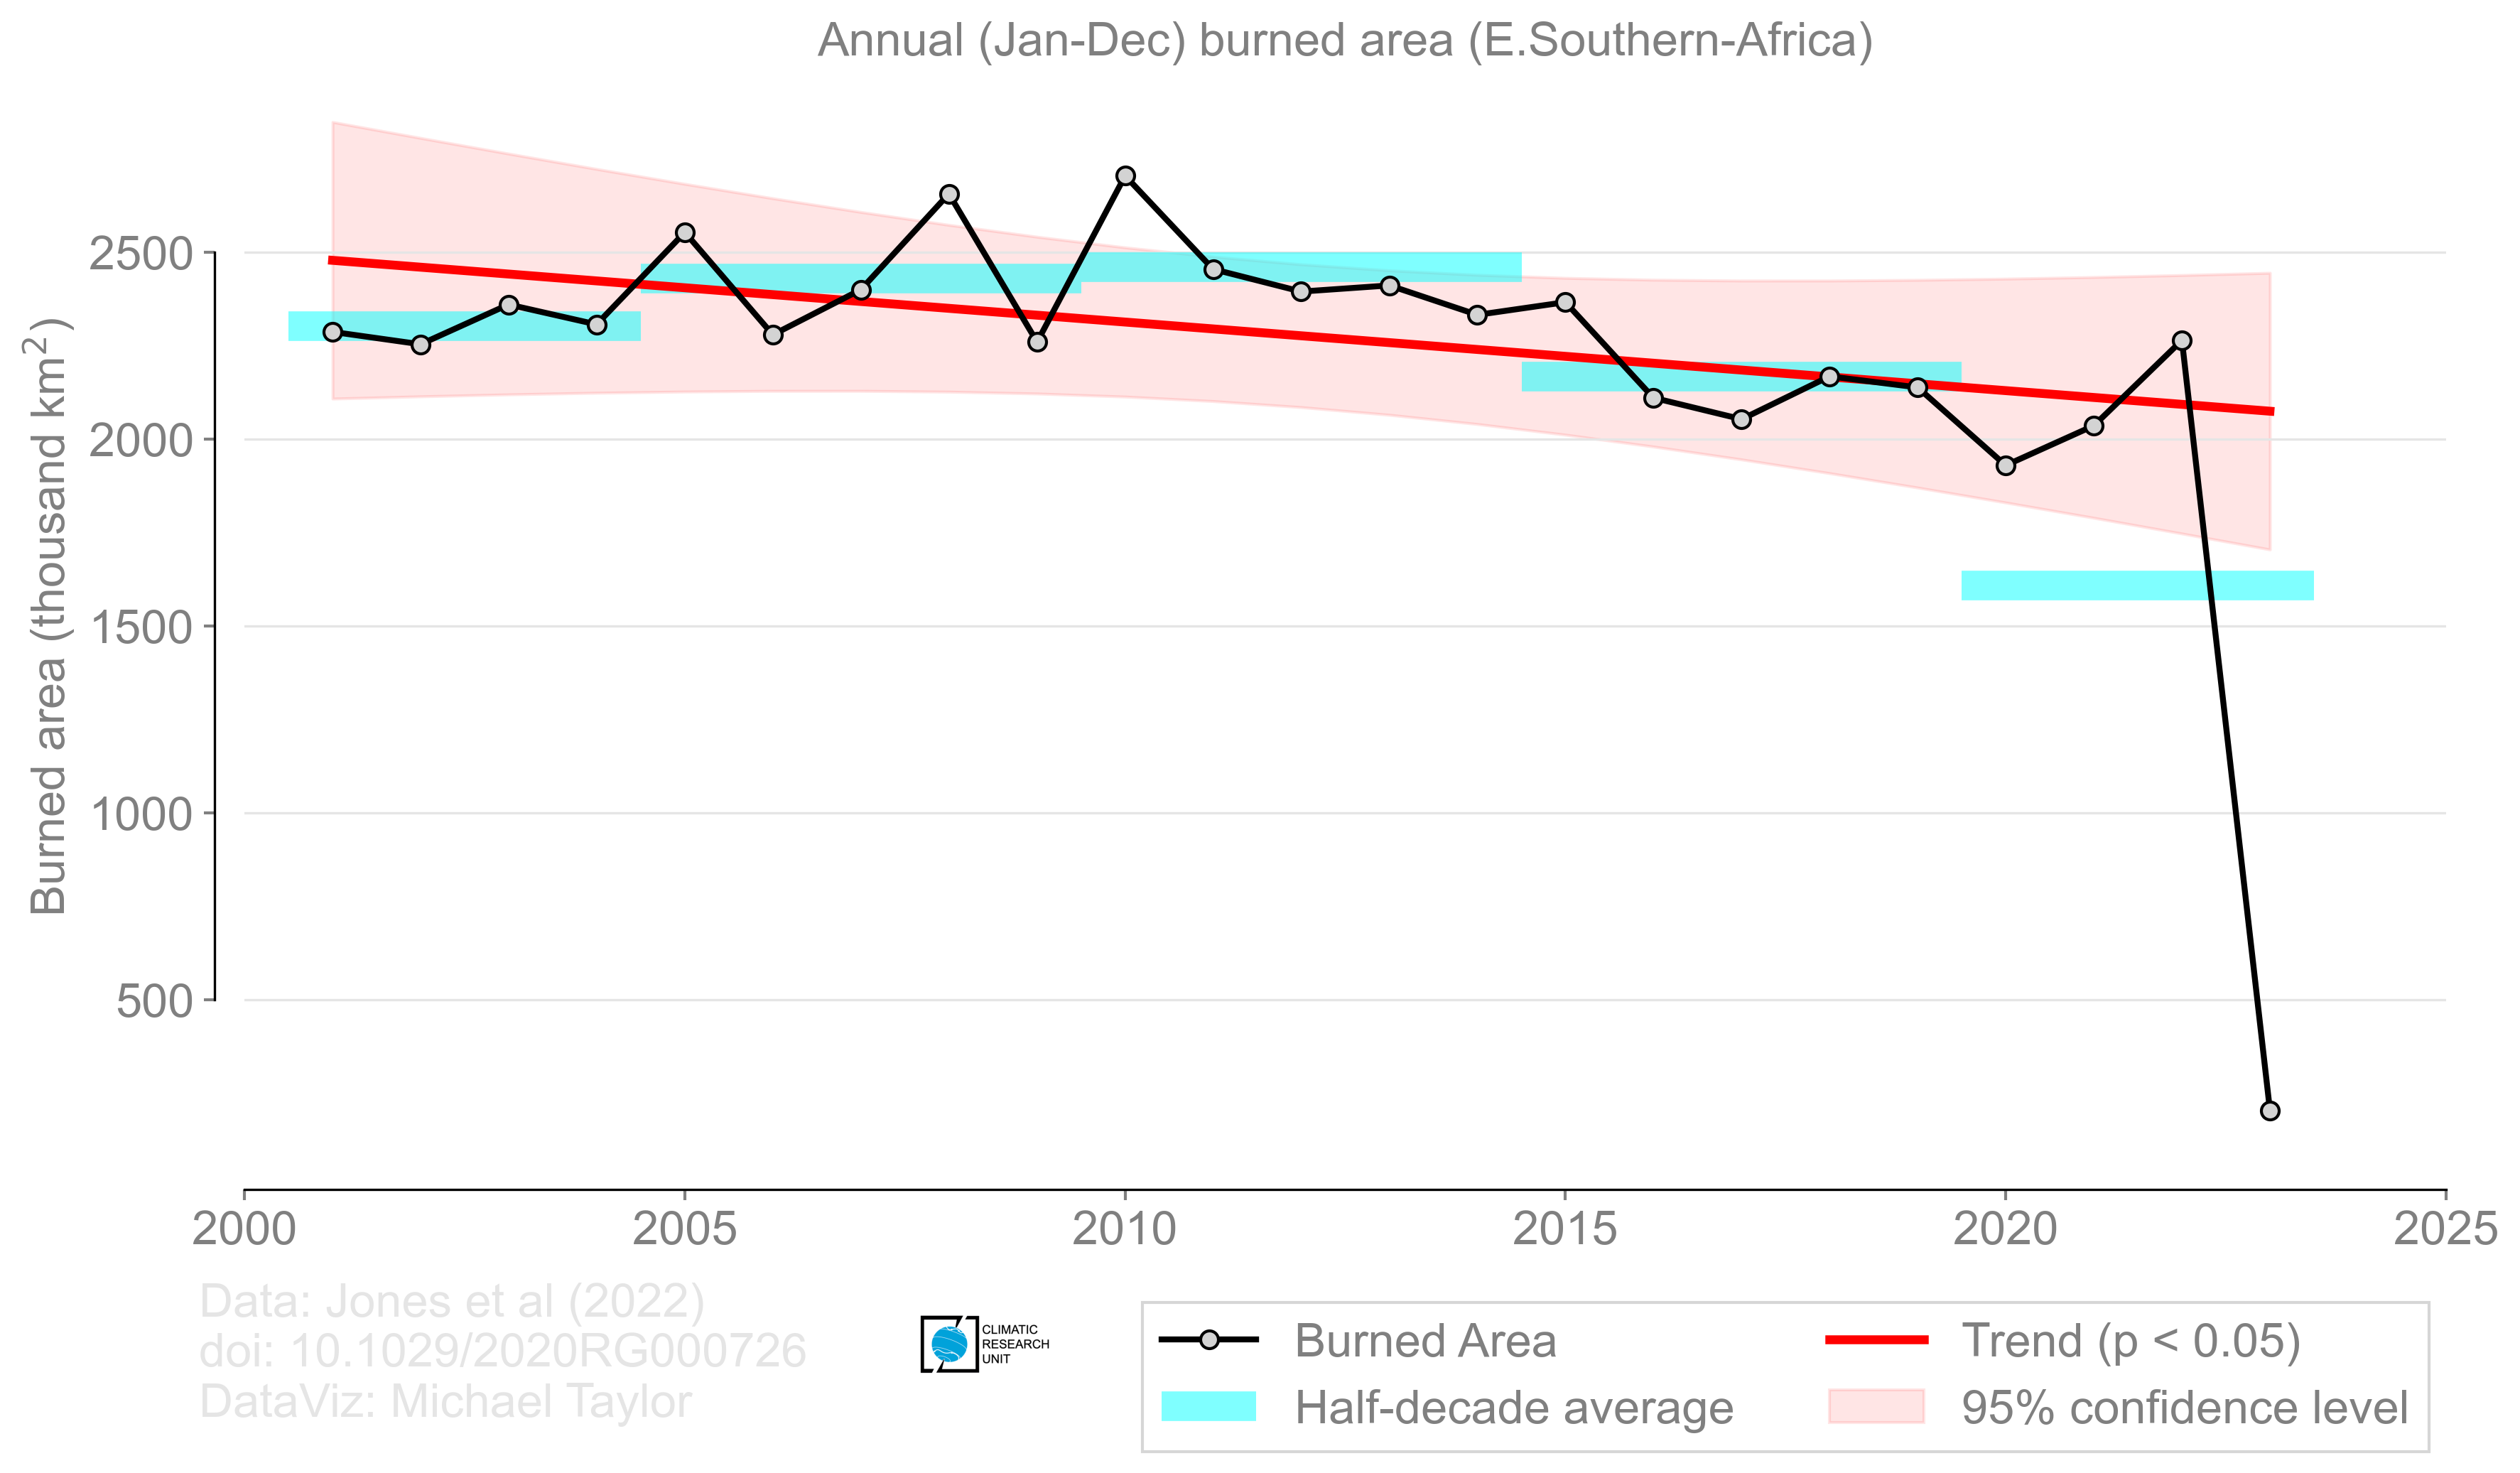 Annual (Jan-Dec) burned area (E.Southern-Africa)
Burned area (thousand km²)
2500
2000
1500
1000
500
2000 2005 2010 2015 2020 2025
Data: Jones et al (2022)
doi: 10.1029/2020RG000726
DataViz: Michael Taylor
CLIMATIC
RESEARCH
UNIT
Burned Area
Half-decade average
Trend (p < 0.05)
95% confidence level